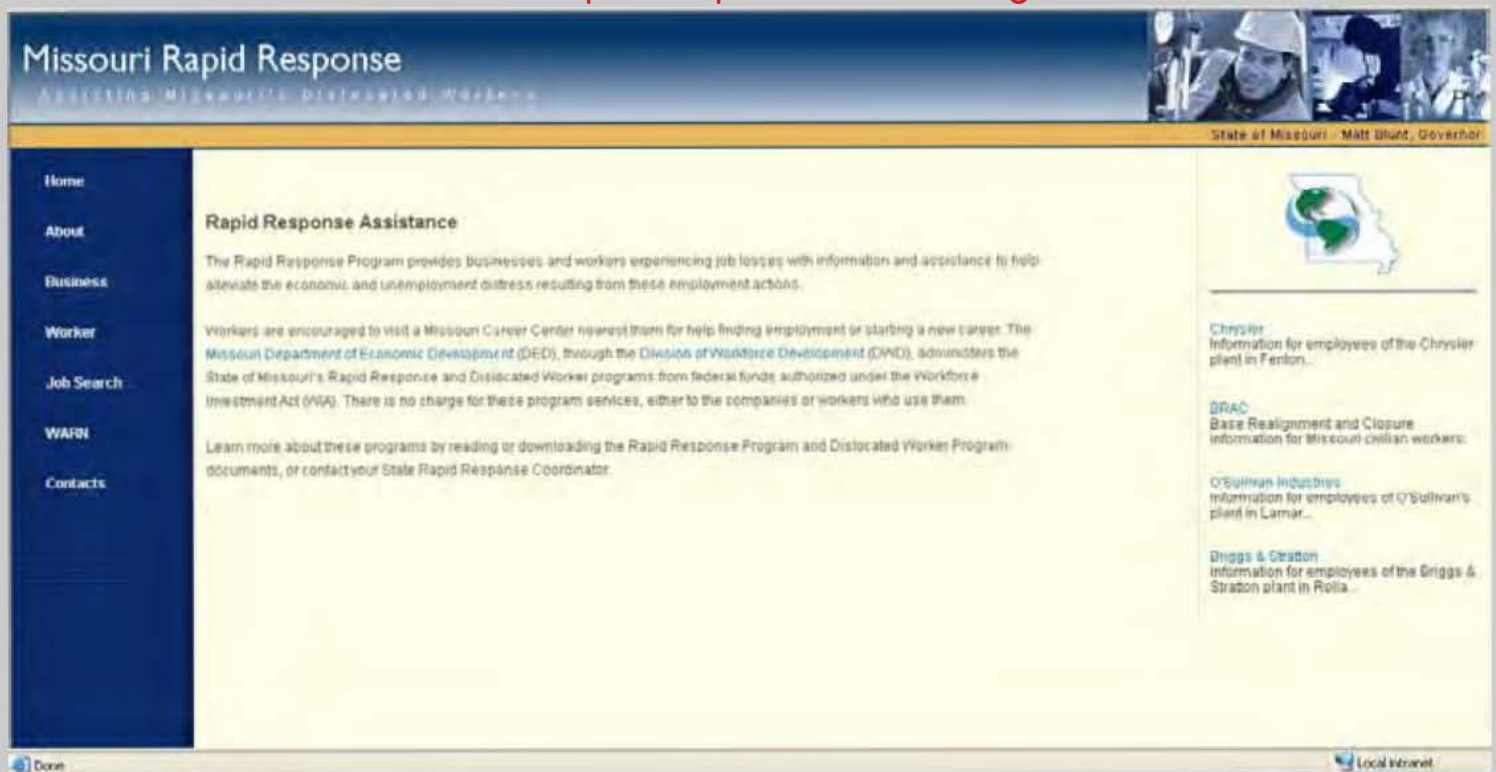 Missouri Rapid Response
Assisting Missouri's Dislocated Workers
State of Missouri - Matt Blunt, Governor
Home
About
Business
Worker
Job Search
WARN
Contacts
Rapid Response Assistance
The Rapid Response Program provides businesses and workers experiencing job losses with information and assistance to help
alleviate the economic and unemployment distress resulting from these employment actions.
Workers are encouraged to visit a Missouri Career Center nearest them for help finding employment or starting a new career. The
Missouri Department of Economic Development (DED), through the Division of Workforce Development (DWD), administers the
State of Missouri's Rapid Response and Dislocated Worker programs from federal funds authorized under the Workforce
Investment Act (WIA). There is no charge for these program services, either to the companies or workers who use them.
Learn more about these programs by reading or downloading the Rapid Response Program and Dislocated Worker Program
documents, or contact your State Rapid Response Coordinator.
Chrysler
Information for employees of the Chrysler
plant in Fenton...
BRAC
Base Realignment and Closure
information for Missouri civilian workers.
O'Sullivan Industries
Information for employees of O'Sullivan's
plant in Lamar...
Briggs & Stratton
Information for employees of the Briggs &
Stratton plant in Rolla...
Done
Local intranet